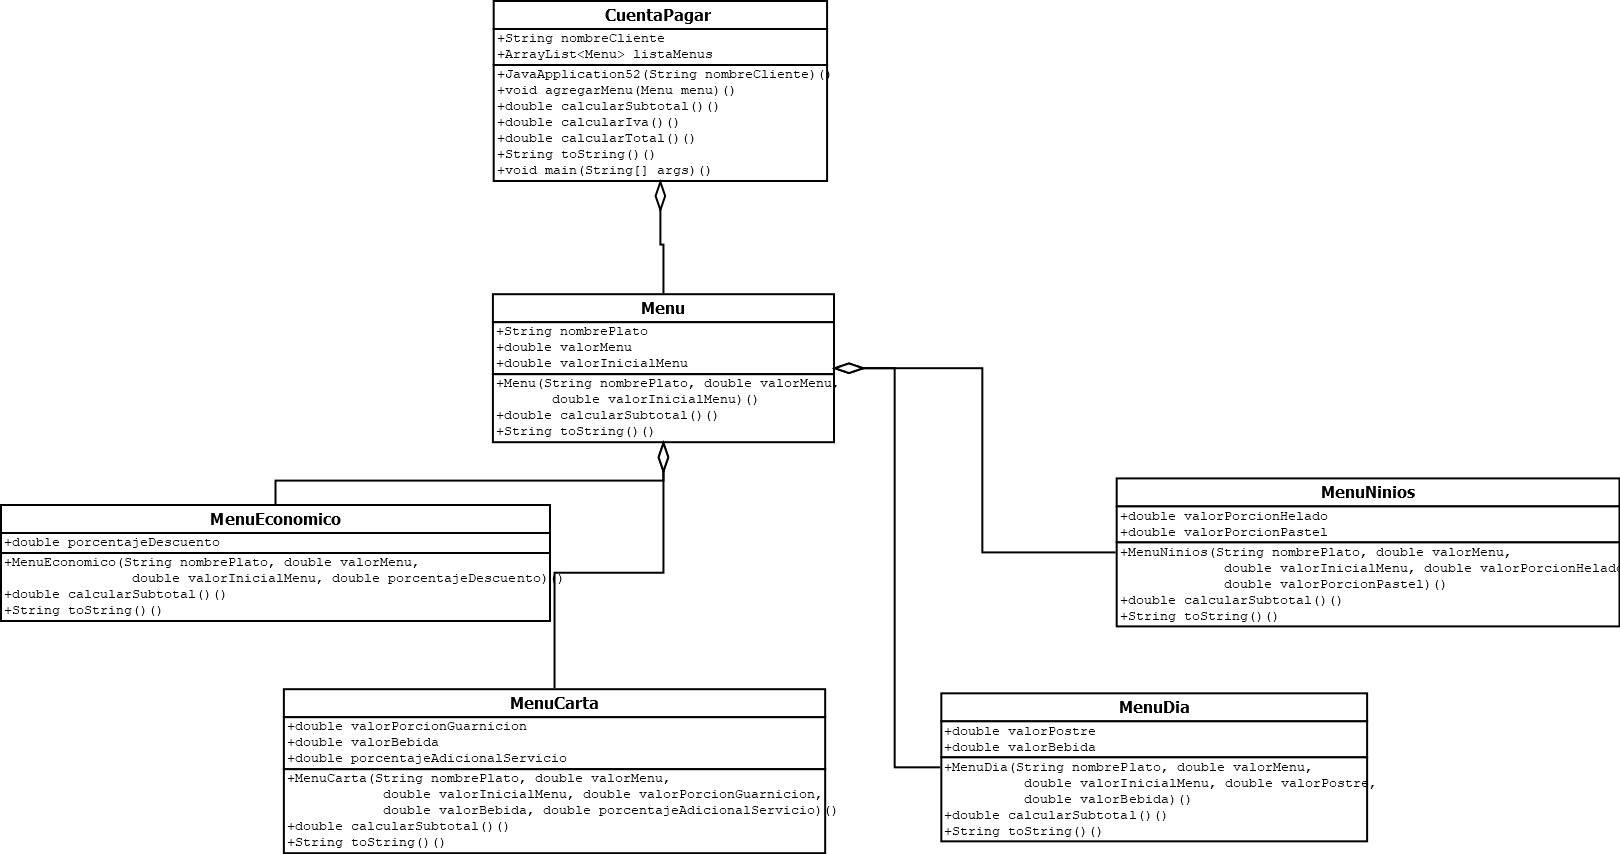 CuentaPagar
+String nombreCliente
+ArrayList<Menu> listaMenus
+JavaApplication52(String nombreCliente)()
+void agregarMenu(Menu menu)()
+double calcularSubtotal()()
+double calcularIva()()
+double calcularTotal()()
+String toString()()
+void main(String[] args)()
Menu
+String nombrePlato
+double valorMenu
+double valorInicialMenu
+Menu(String nombrePlato, double valorMenu,
double valorInicialMenu)()
+double calcularSubtotal()()
+String toString()()
MenuEconomico
+double porcentajeDescuento
+MenuEconomico(String nombrePlato, double valorMenu,
double valorInicialMenu, double porcentajeDescuento)()
+double calcularSubtotal()()
+String toString()()
MenuNinios
+double valorPorcionHelado
+double valorPorcionPastel
+MenuNinios(String nombrePlato, double valorMenu,
double valorInicialMenu, double valorPorcionHelado
double valorPorcionPastel)()
+double calcularSubtotal()()
+String toString()()
MenuCarta
+double valorPorcionGuarnicion
+double valorBebida
+double porcentajeAdicionalServicio
+MenuCarta(String nombrePlato, double valorMenu,
double valorInicialMenu, double valorPorcionGuarnicion,
double valorBebida, double porcentajeAdicionalServicio)()
+double calcularSubtotal()()
+String toString()()
MenuDia
+double valorPostre
+double valorBebida
+MenuDia(String nombrePlato, double valorMenu,
double valorInicialMenu, double valorPostre,
double valorBebida)()
+double calcularSubtotal()()
+String toString()()